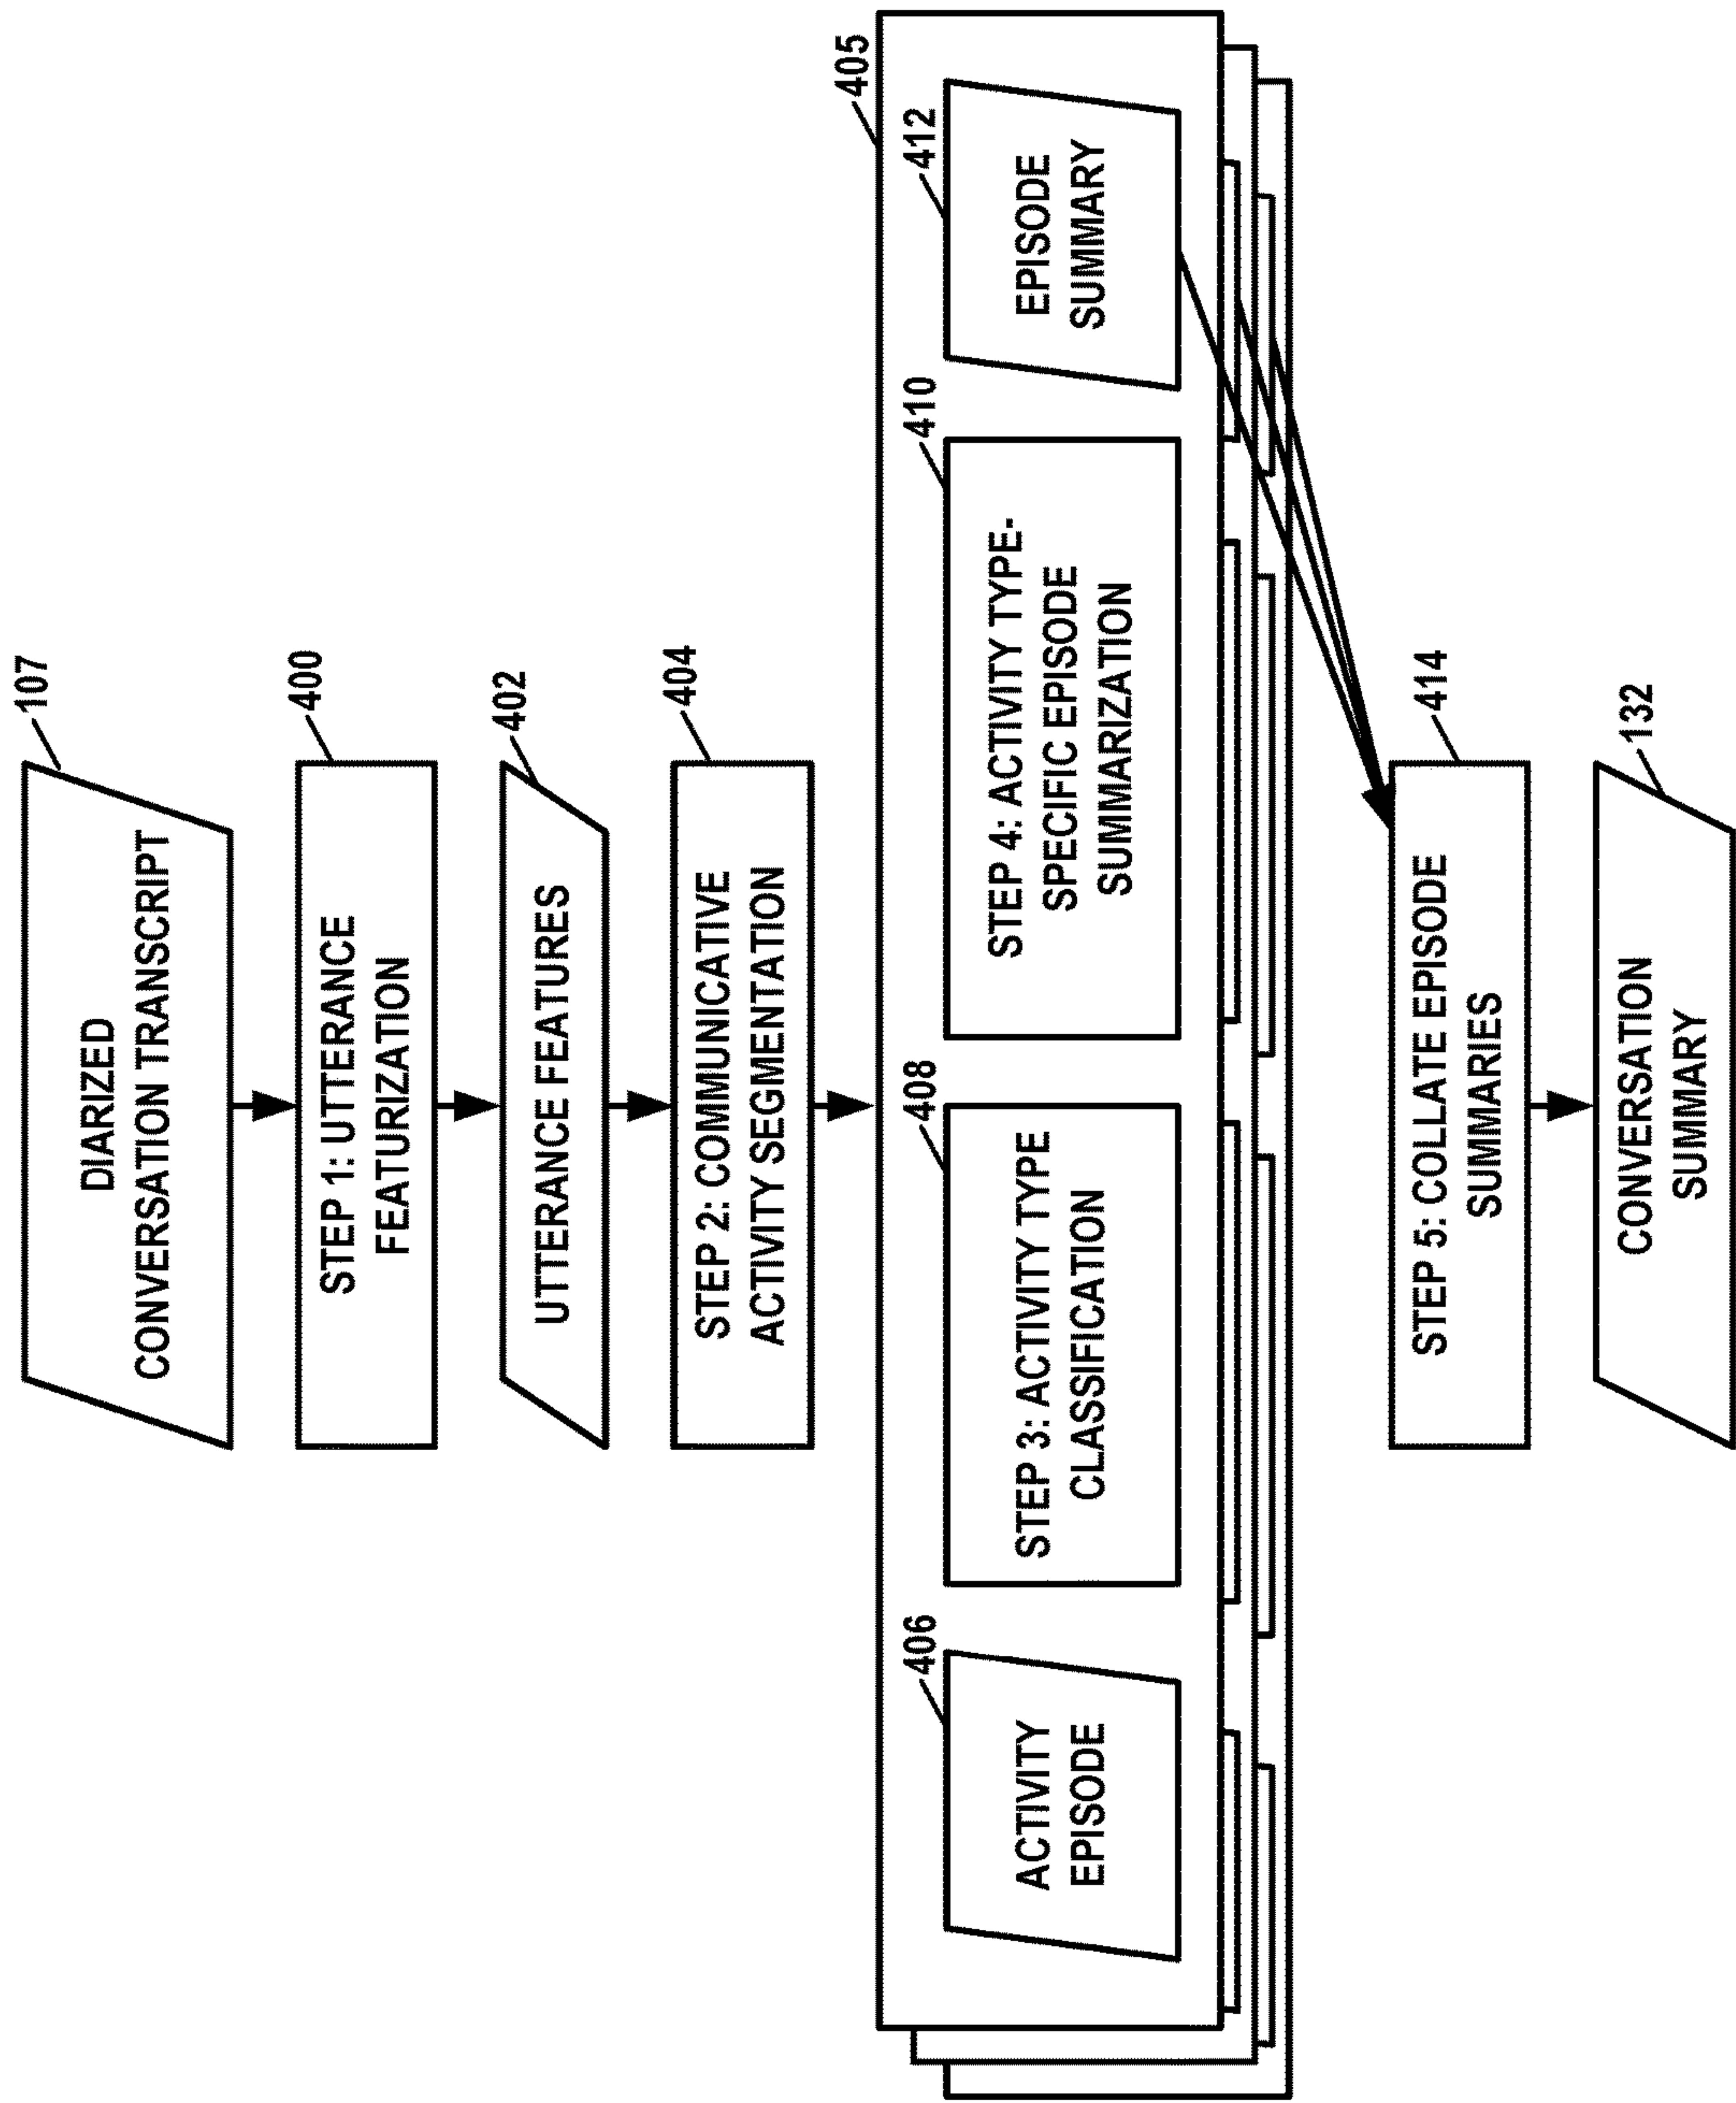 107
DIARIZED
CONVERSATION TRANSCRIPT
400
STEP 1: UTTERANCE
FEATURIZATION
402
UTTERANCE FEATURES
404
STEP 2: COMMUNICATIVE
ACTIVITY SEGMENTATION
405
406
ACTIVITY
EPISODE
408
STEP 3: ACTIVITY TYPE
CLASSIFICATION
410
STEP 4: ACTIVITY TYPE-
SPECIFIC EPISODE
SUMMARIZATION
412
EPISODE
SUMMARY
414
STEP 5: COLLATE EPISODE
SUMMARIES
132
CONVERSATION
SUMMARY